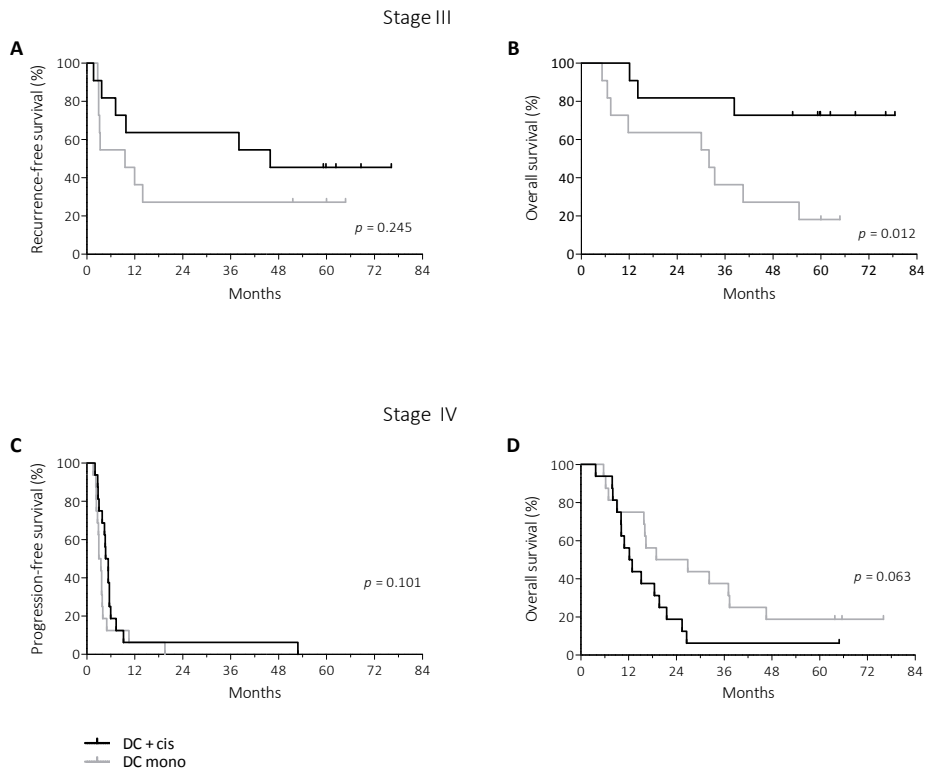 Stage III
A
B
Recurrence-free survival (%)
100
80
60
40
20
0
0 12 24 36 48 60 72 84
Months
p = 0.245
Overall survival (%)
100
80
60
40
20
0
0 12 24 36 48 60 72 84
Months
p = 0.012
Stage IV
C
D
Progression-free survival (%)
100
80
60
40
20
0
0 12 24 36 48 60 72 84
Months
p = 0.101
Overall survival (%)
100
80
60
40
20
0
0 12 24 36 48 60 72 84
Months
p = 0.063
DC + cis
DC mono